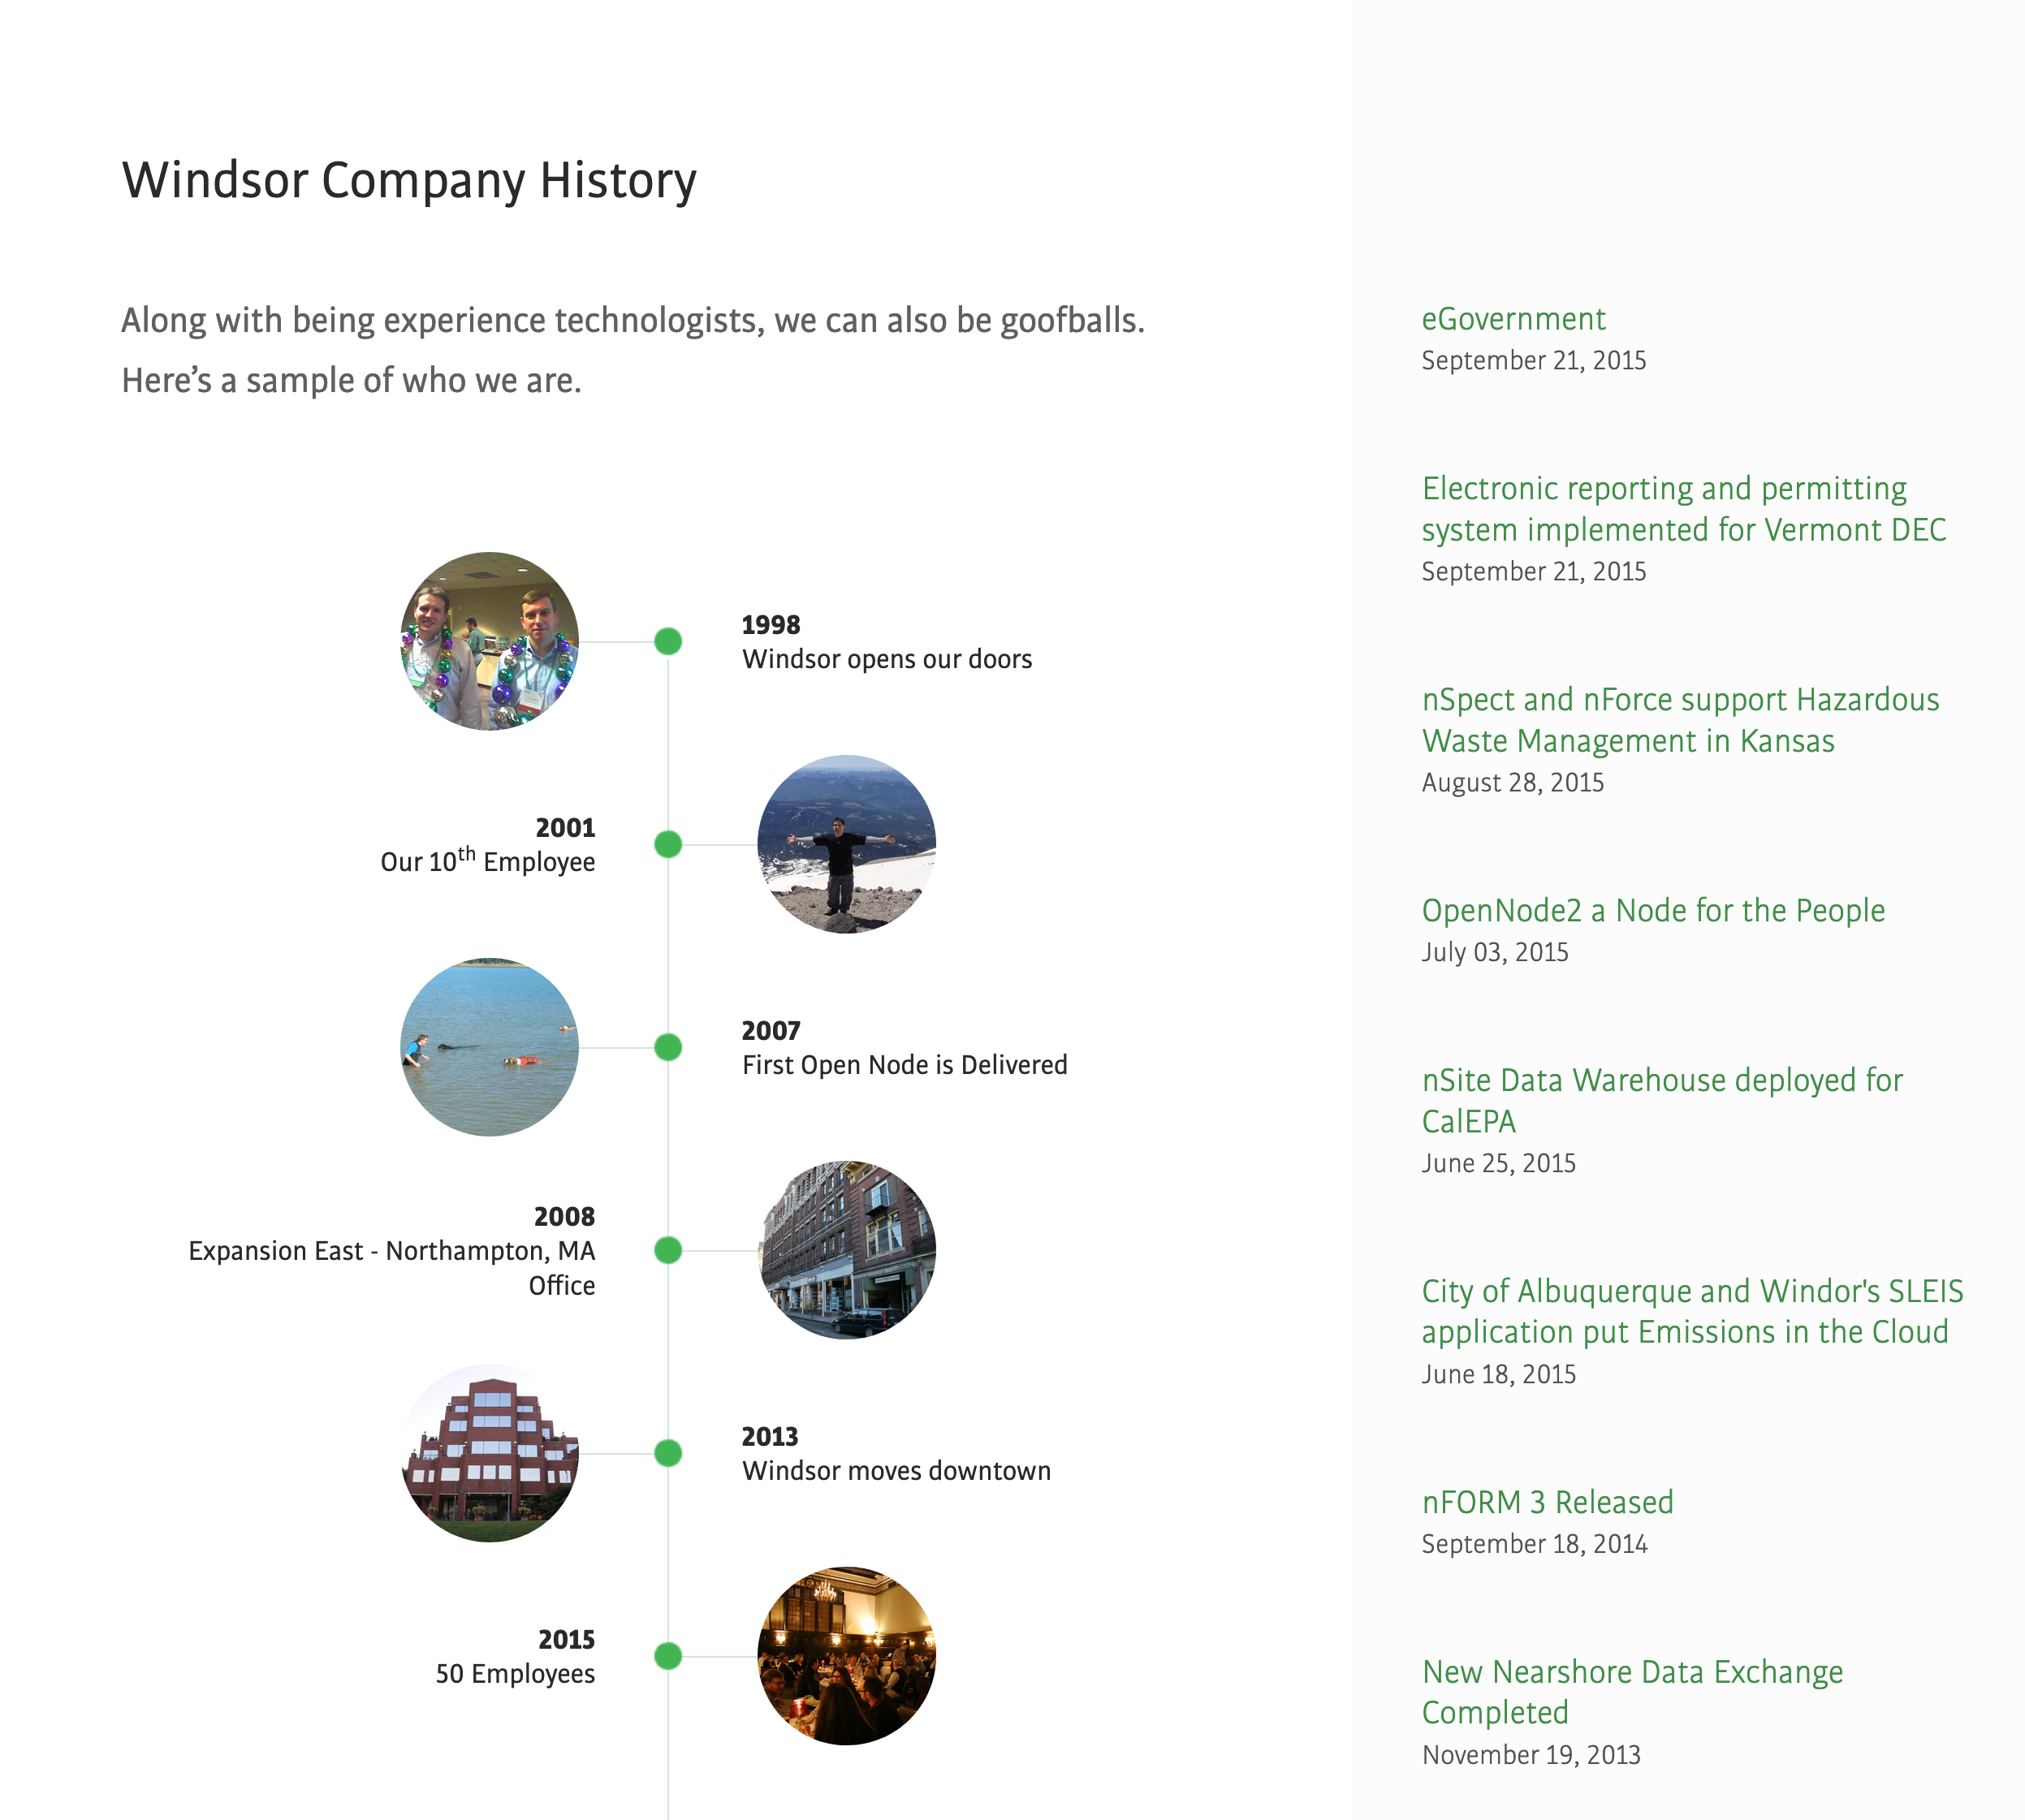 Windsor Company History
Along with being experience technologists, we can also be goofballs.
Here’s a sample of who we are.
1998
Windsor opens our doors
2001
Our 10th Employee
2007
First Open Node is Delivered
2008
Expansion East - Northampton, MA
Office
2013
Windsor moves downtown
2015
50 Employees
eGovernment
September 21, 2015
Electronic reporting and permitting
system implemented for Vermont DEC
September 21, 2015
nSpect and nForce support Hazardous
Waste Management in Kansas
August 28, 2015
OpenNode2 a Node for the People
July 03, 2015
nSite Data Warehouse deployed for
CalEPA
June 25, 2015
City of Albuquerque and Windor's SLEIS
application put Emissions in the Cloud
June 18, 2015
nFORM 3 Released
September 18, 2014
New Nearshore Data Exchange
Completed
November 19, 2013